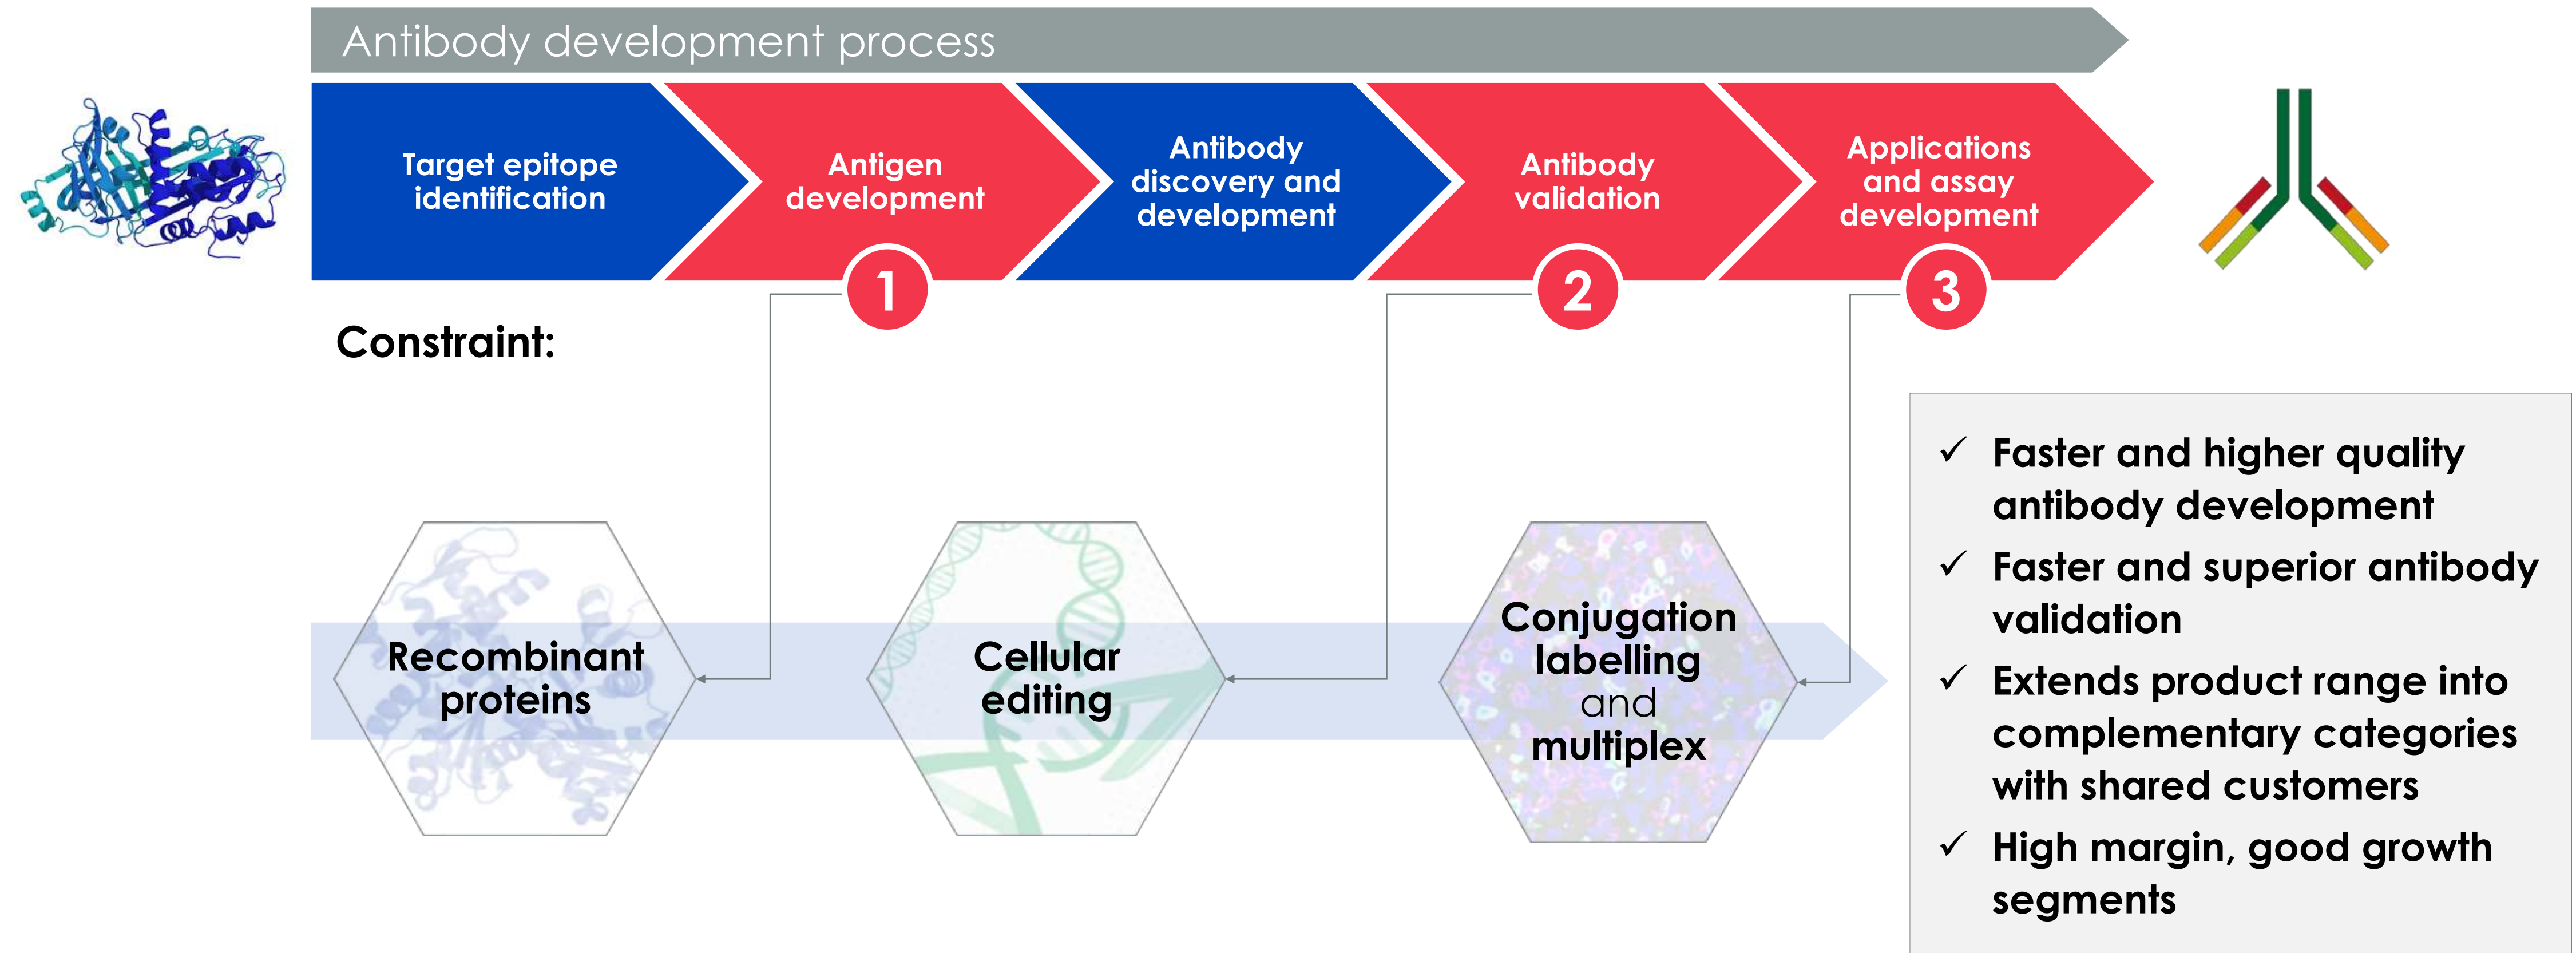 Antibody development process
Target epitope
identification
Antigen
development
Antibody
discovery and
development
Antibody
validation
Applications
and assay
development
1
2
3
Constraint:
Recombinant
proteins
Cellular
editing
Conjugation
labelling
and
multiplex
✓ Faster and higher quality
antibody development
✓ Faster and superior antibody
validation
✓ Extends product range into
complementary categories
with shared customers
✓ High margin, good growth
segments